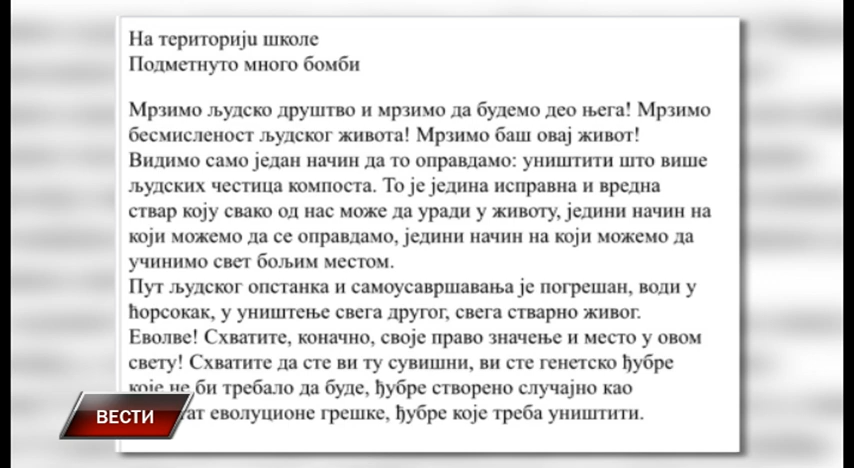 На територију школе
Подметнуто много бомби
Мрзимо људско друштво и мрзимо да будемо део њега! Мрзимо
бесмисленост људског живота! Мрзимо баш овај живот!
Видимо само један начин да то оправдамо: уништити што више
људских честица компоста. То је једина исправна и вредна
ствар коју свако од нас може да уради у животу, једини начин на
који можемо да се оправдамо, једини начин на који можемо да
учинимо свет бољим местом.
Пут људског опстанка и самоусавршавања је погрешан, води у
ћорсокак, у уништење свега другог, свега стварно живог.
Еволве! Схватите, коначно, своје право значење и место у овом
свету! Схватите да сте ви ту сувишни, ви сте генетско ђубре
које не би требало да буде, ђубре створено случајно као
еволуционе грешке, ђубре које треба уништити.
ВЕСТИ